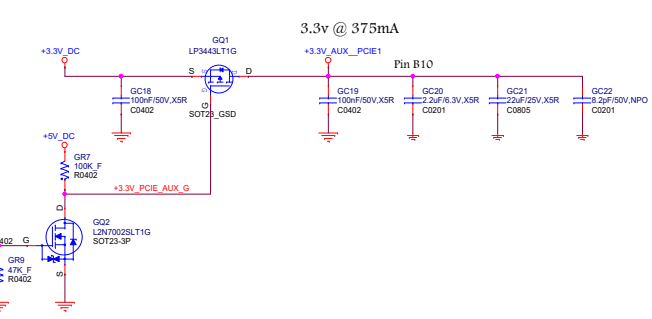 3.3v @ 375mA
GQ1
LP3443LT1G
+3.3V_DC
+3.3V_AUX__PCIE1
Pin B10
S
D
G
SOT23_GSD
GC18
100nF/50V,X5R
C0402
GC19
100nF/50V,X5R
C0402
GC20
2.2uF/6.3V,X5R
C0201
GC21
22uF/25V,X5R
C0805
GC22
8.2pF/50V,NPO
C0201
+5V_DC
GR7
100K_F
R0402
+3.3V_PCIE_AUX_G
D
GQ2
L2N7002SLT1G
SOT23-3P
402
G
S
GR9
47K_F
R0402